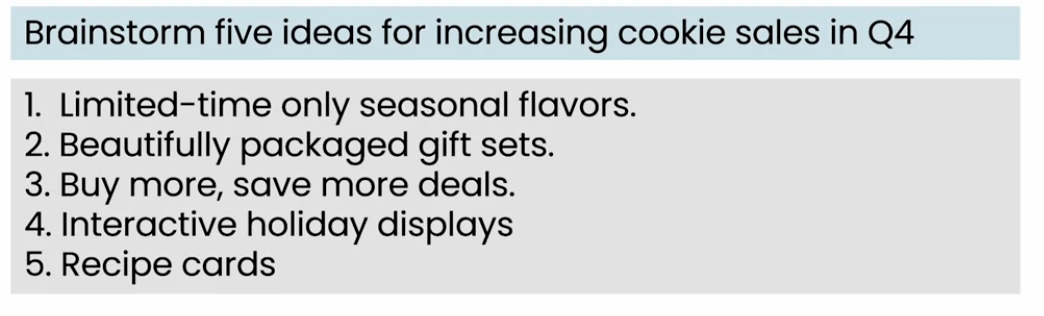 Brainstorm five ideas for increasing cookie sales in Q4
1. Limited-time only seasonal flavors.
2. Beautifully packaged gift sets.
3. Buy more, save more deals.
4. Interactive holiday displays
5. Recipe cards